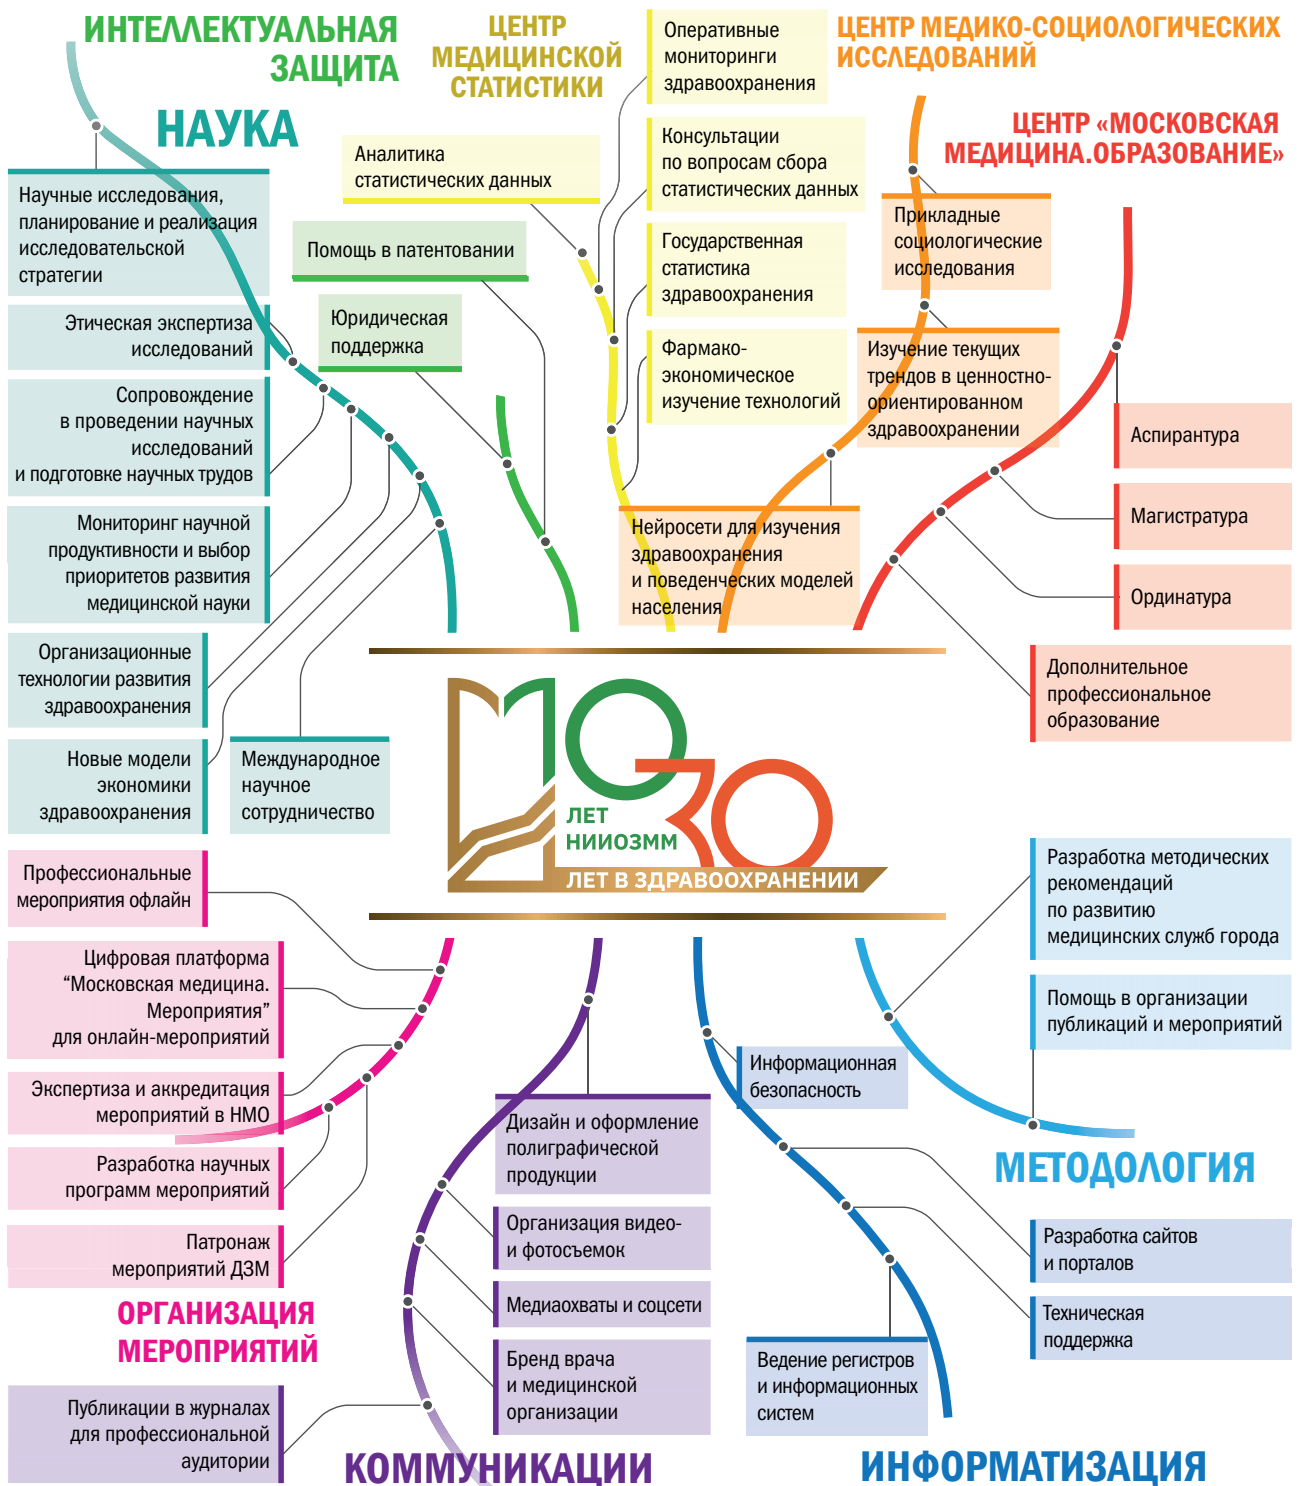 ИНТЕЛЛЕКТУАЛЬНАЯ
ЗАЩИТА
ЦЕНТР
МЕДИЦИНСКОЙ
СТАТИСТИКИ
ЦЕНТР МЕДИКО-СОЦИОЛОГИЧЕСКИХ
ИССЛЕДОВАНИЙ
ЦЕНТР «МОСКОВСКАЯ
МЕДИЦИНА.ОБРАЗОВАНИЕ»
НАУКА
Научные исследования,
планирование и реализация
исследовательской
стратегии
Этическая экспертиза
исследований
Сопровождение
в проведении научных
исследований
и подготовке научных трудов
Мониторинг научной
продуктивности и выбор
приоритетов развития
медицинской науки
Организационные
технологии развития
здравоохранения
Новые модели
экономики
здравоохранения
Международное
научное
сотрудничество
Помощь в патентовании
Юридическая
поддержка
Аналитика
статистических данных
Оперативные
мониторинги
здравоохранения
Консультации
по вопросам сбора
статистических данных
Государственная
статистика
здравоохранения
Фармако-
экономическое
изучение технологий
Прикладные
социологические
исследования
Изучение текущих
трендов в ценностно-
ориентированном
здравоохранении
Нейросети для изучения
здравоохранения
и поведенческих моделей
населения
Аспирантура
Магистратура
Ординатура
Дополнительное
профессиональное
образование
10
30
ЛЕТ
НИИОЗММ
ЛЕТ В ЗДРАВООХРАНЕНИИ
Профессиональные
мероприятия офлайн
Цифровая платформа
“Московская медицина.
Мероприятия”
для онлайн-мероприятий
Экспертиза и аккредитация
мероприятий в НМО
Разработка научных
программ мероприятий
Патронаж
мероприятий ДЗМ
ОРГАНИЗАЦИЯ
МЕРОПРИЯТИЙ
Публикации в журналах
для профессиональной
аудитории
Дизайн и оформление
полиграфической
продукции
Организация видео-
и фотосъемок
Медиаохваты и соцсети
Бренд врача
и медицинской
организации
КОММУНИКАЦИИ
Информационная
безопасность
Разработка сайтов
и порталов
Техническая
поддержка
Ведение регистров
и информационных
систем
ИНФОРМАТИЗАЦИЯ
Разработка методических
рекомендаций
по развитию
медицинских служб города
Помощь в организации
публикаций и мероприятий
МЕТОДОЛОГИЯ